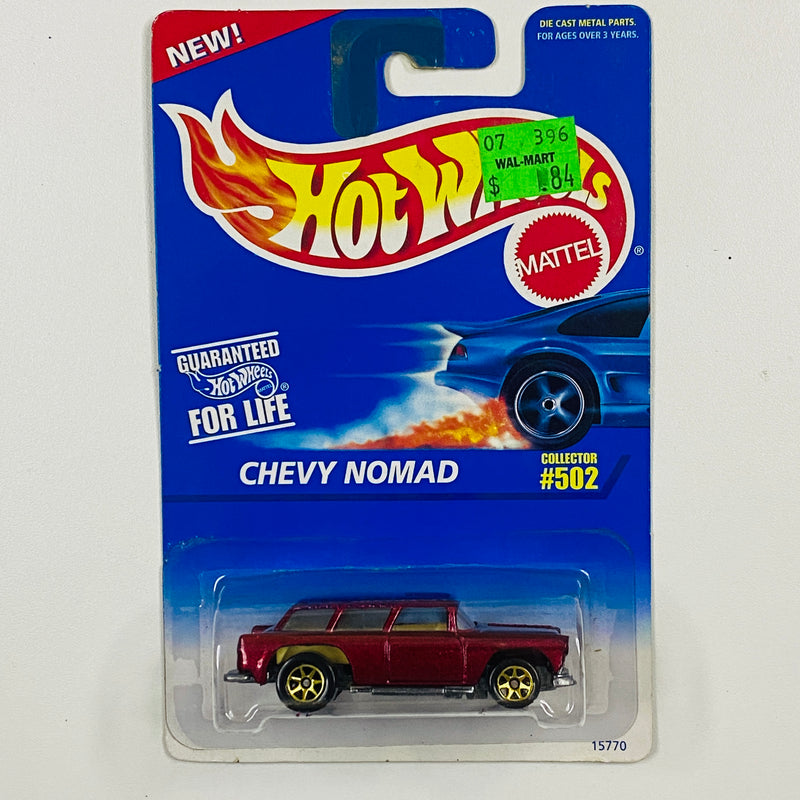 NEW!
DIE CAST METAL PARTS.
FOR AGES OVER 3 YEARS.
07 396
WAL-MART
$ .84
HOT WHEELS
MATTEL
®
GUARANTEED
HOT WHEELS ®
MATTEL
FOR LIFE
CHEVY NOMAD
COLLECTOR
#502
15770